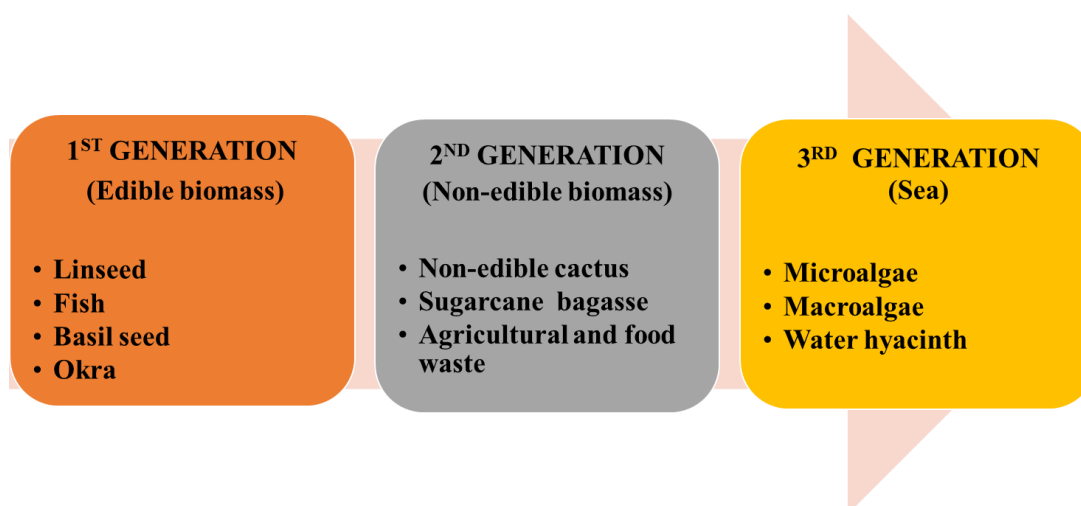 1ST GENERATION
(Edible biomass)
• Linseed
• Fish
• Basil seed
• Okra
2ND GENERATION
(Non-edible biomass)
• Non-edible cactus
• Sugarcane bagasse
• Agricultural and food
waste
3RD GENERATION
(Sea)
• Microalgae
• Macroalgae
• Water hyacinth